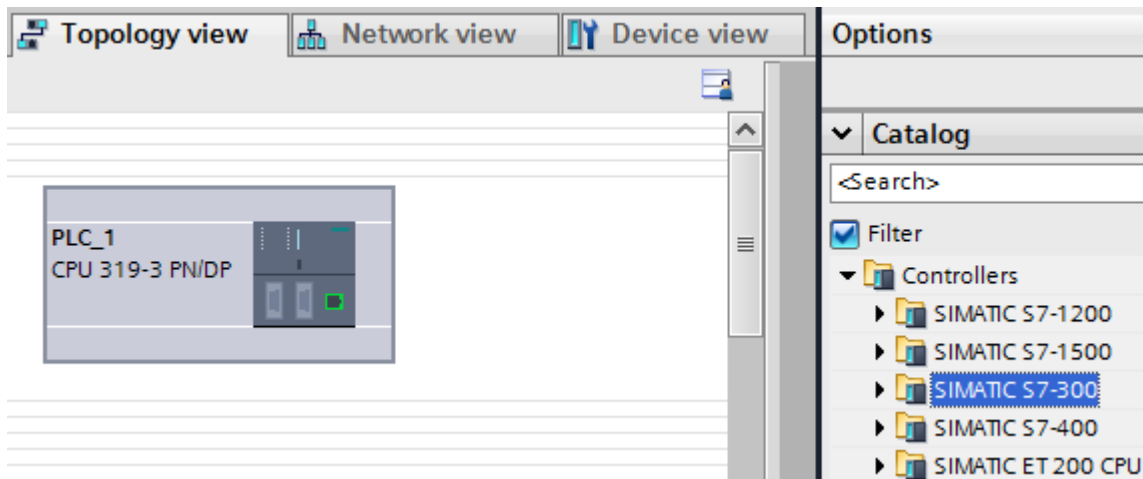 Topology view
Network view
Device view
Options
Catalog
<Search>
Filter
PLC_1
CPU 319-3 PN/DP
Controllers
SIMATIC S7-1200
SIMATIC S7-1500
SIMATIC S7-300
SIMATIC S7-400
SIMATIC ET 200 CPU